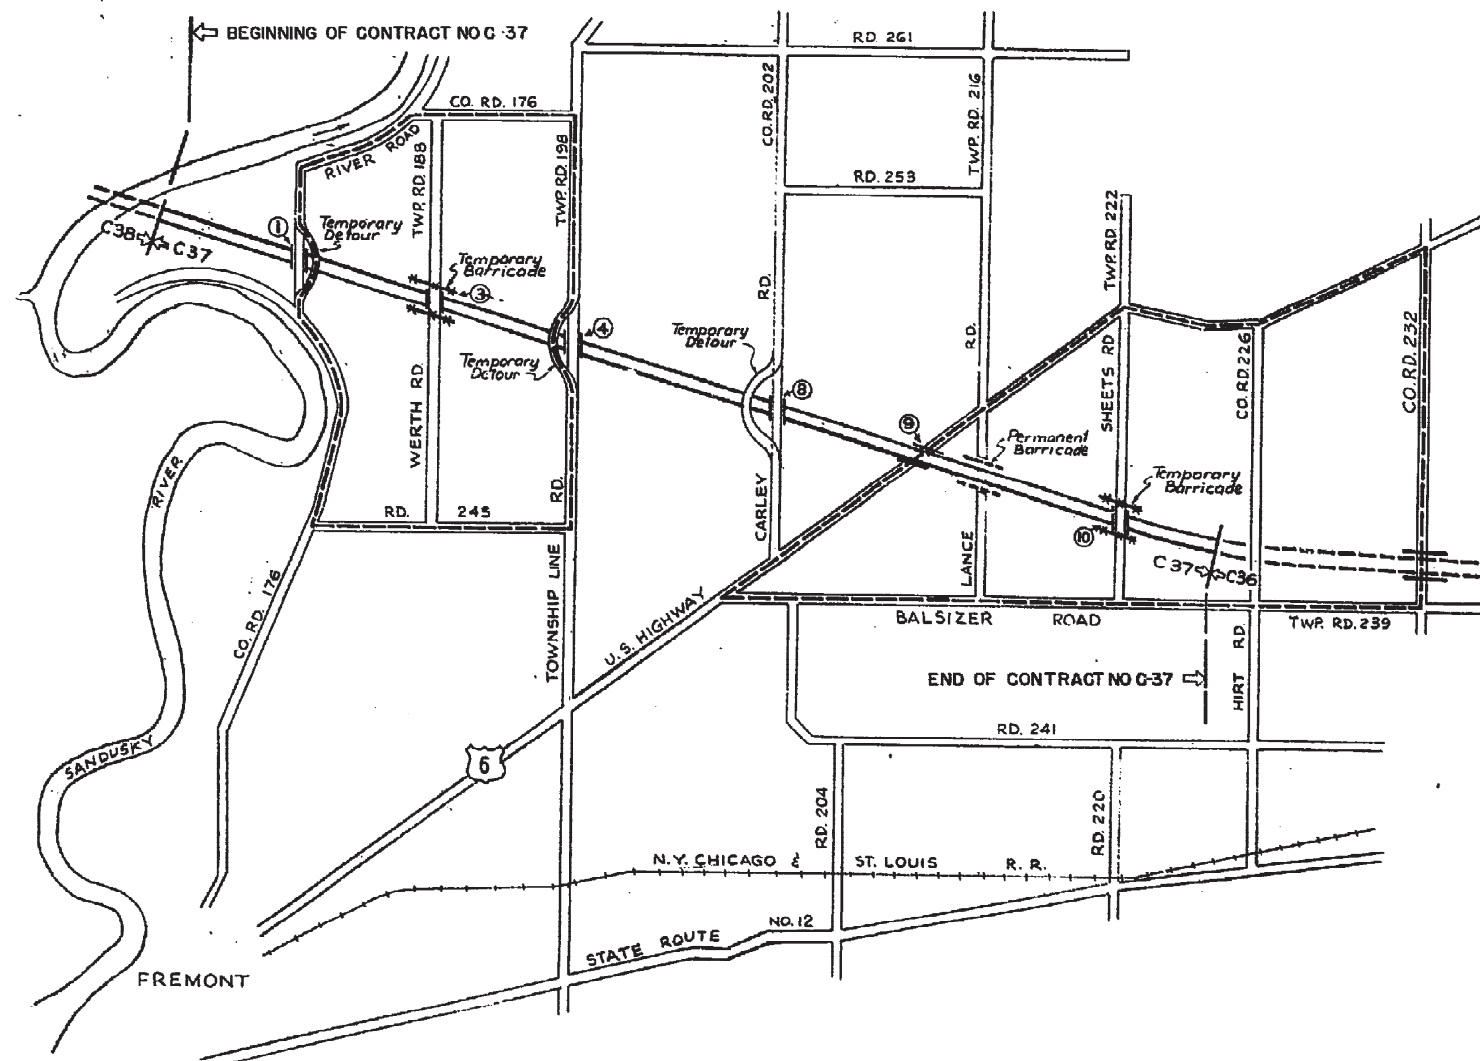 BEGINNING OF CONTRACT NO C-37
RD. 261
CO. RD. 176
CO. RD. 202
TWP. RD. 216
RIVER ROAD
TWP. RD. 188
TWP. RD. 198
RD. 253
C38
C37
①
Temporary
Detour
Temporary
Barricade
③
④
Temporary
Detour
Temporary
Detour
RD.
⑧
RD.
TWP. RD. 222
SHEETS RD
CO. RD. 226
CO. RD. 232
WERTH RD.
⑨
Permanent
Barricade
Temporary
Barricade
⑩
RIVER
RD. 245
RD.
CARLEY
LANCE
C37
C36
CO. RD. 176
TOWNSHIP LINE
U.S. HIGHWAY
BALSIZER ROAD
TWP. RD. 239
END OF CONTRACT NO C-37
HIRT RD.
SANDUSKY
6
RD. 241
RD. 204
RD. 220
N.Y. CHICAGO & ST. LOUIS R. R.
STATE ROUTE NO. 12
FREMONT